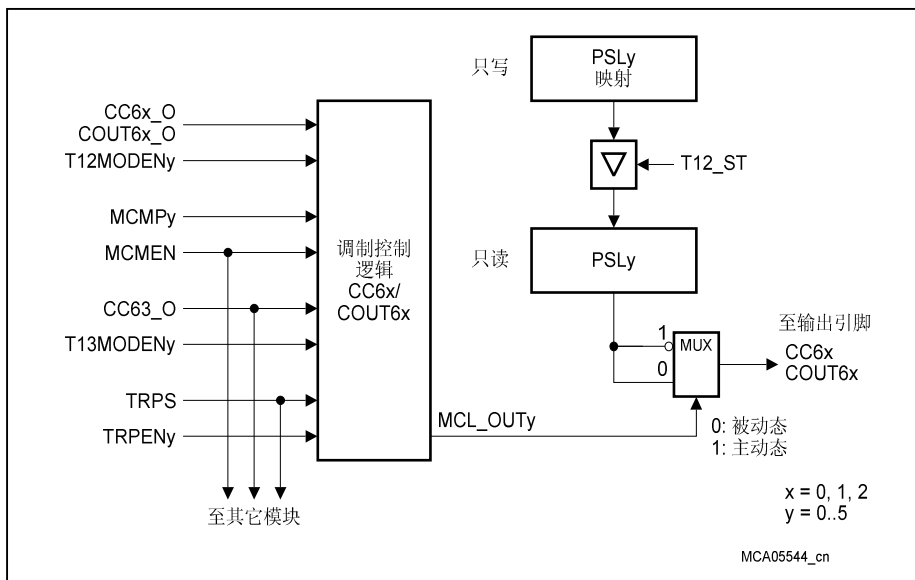 只写
PSLy
映射
CC6x_O
COUT6x_O
T12MODENy
T12_ST
MCMPy
MCMEN
调制控制
逻辑
CC6x/
COUT6x
只读
PSLy
CC63_O
T13MODENy
1
0
MUX
至输出引脚
CC6x
COUT6x
TRPS
TRPENy
MCL_OUTy
0: 被动态
1: 主动态
至其它模块
x = 0, 1, 2
y = 0..5
MCA05544_cn